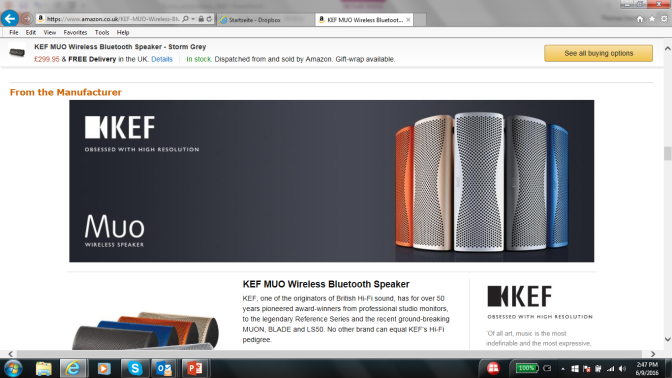 https://www.amazon.co.uk/KEF-MUO-Wireless-Bl
Startseite - Dropbox
KEF MUO Wireless Bluetoot...
File Edit View Favorites Tools Help
KEF MUO Wireless Bluetooth Speaker - Storm Grey
£299.95 & FREE Delivery in the UK. Details In stock. Dispatched from and sold by Amazon. Gift-wrap available.
See all buying options
From the Manufacturer
KEF
OBSESSED WITH HIGH RESOLUTION
Muo
WIRELESS SPEAKER
KEF MUO Wireless Bluetooth Speaker
KEF, one of the originators of British Hi-Fi sound, has for over 50
years pioneered award-winners from professional studio monitors,
to the legendary Reference Series and the recent ground-breaking
MUON, BLADE and LS50. No other brand can equal KEF's Hi-Fi
pedigree.
KEF
OBSESSED WITH HIGH RESOLUTION
'Of all art, music is the most
indefinable and the most expressive,
100%
2:47 PM
6/9/2016